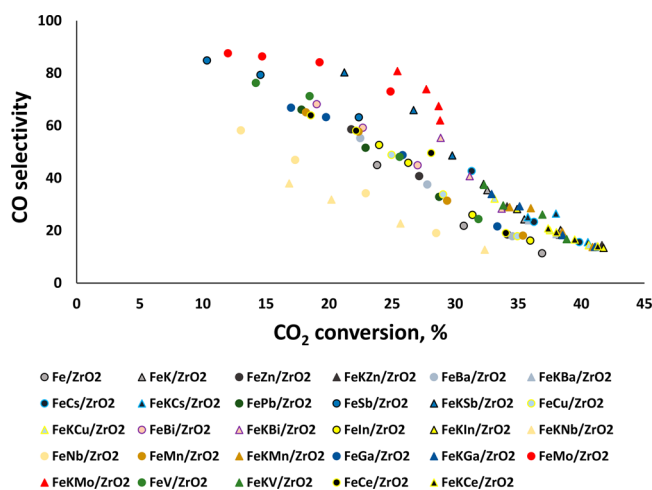 100
80
60
40
20
0
0 5 10 15 20 25 30 35 40 45
CO selectivity
CO₂ conversion, %
Fe/ZrO2 FeK/ZrO2 FeZn/ZrO2 FeKZn/ZrO2 FeBa/ZrO2 FeKBa/ZrO2
FeCs/ZrO2 FeKCs/ZrO2 FePb/ZrO2 FeSb/ZrO2 FeKSb/ZrO2 FeCu/ZrO2
FeKCu/ZrO2 FeBi/ZrO2 FeKBi/ZrO2 FeIn/ZrO2 FeKIn/ZrO2 FeKNb/ZrO2
FeNb/ZrO2 FeMn/ZrO2 FeKMn/ZrO2 FeGa/ZrO2 FeKGa/ZrO2 FeMo/ZrO2
FeKMo/ZrO2 FeV/ZrO2 FeKV/ZrO2 FeCe/ZrO2 FeKCe/ZrO2